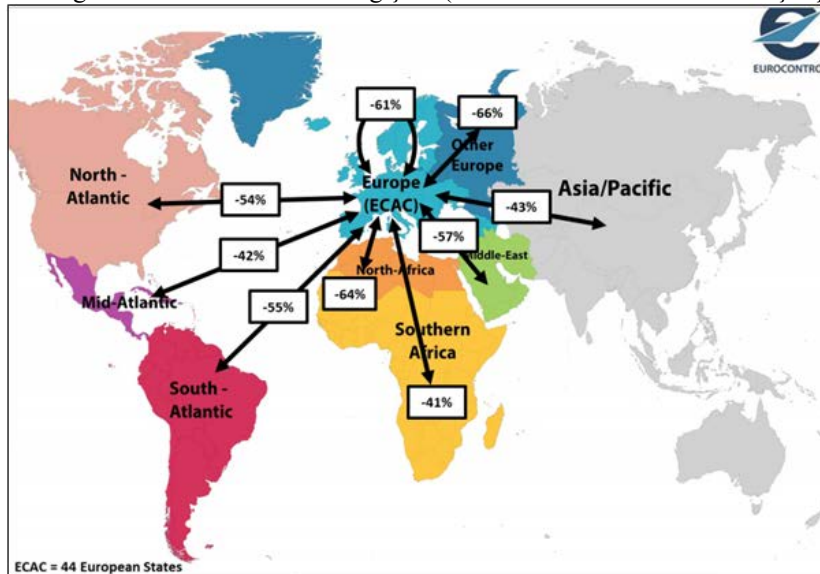 EUROCONTROL
-61%
-66%
Other
Europe
North -
Atlantic
Europe
(ECAC)
Asia/Pacific
-54%
-43%
-57%
-42%
Middle-East
North-Africa
Mid-Atlantic
-64%
-55%
Southern
Africa
South -
Atlantic
-41%
ECAC = 44 European States